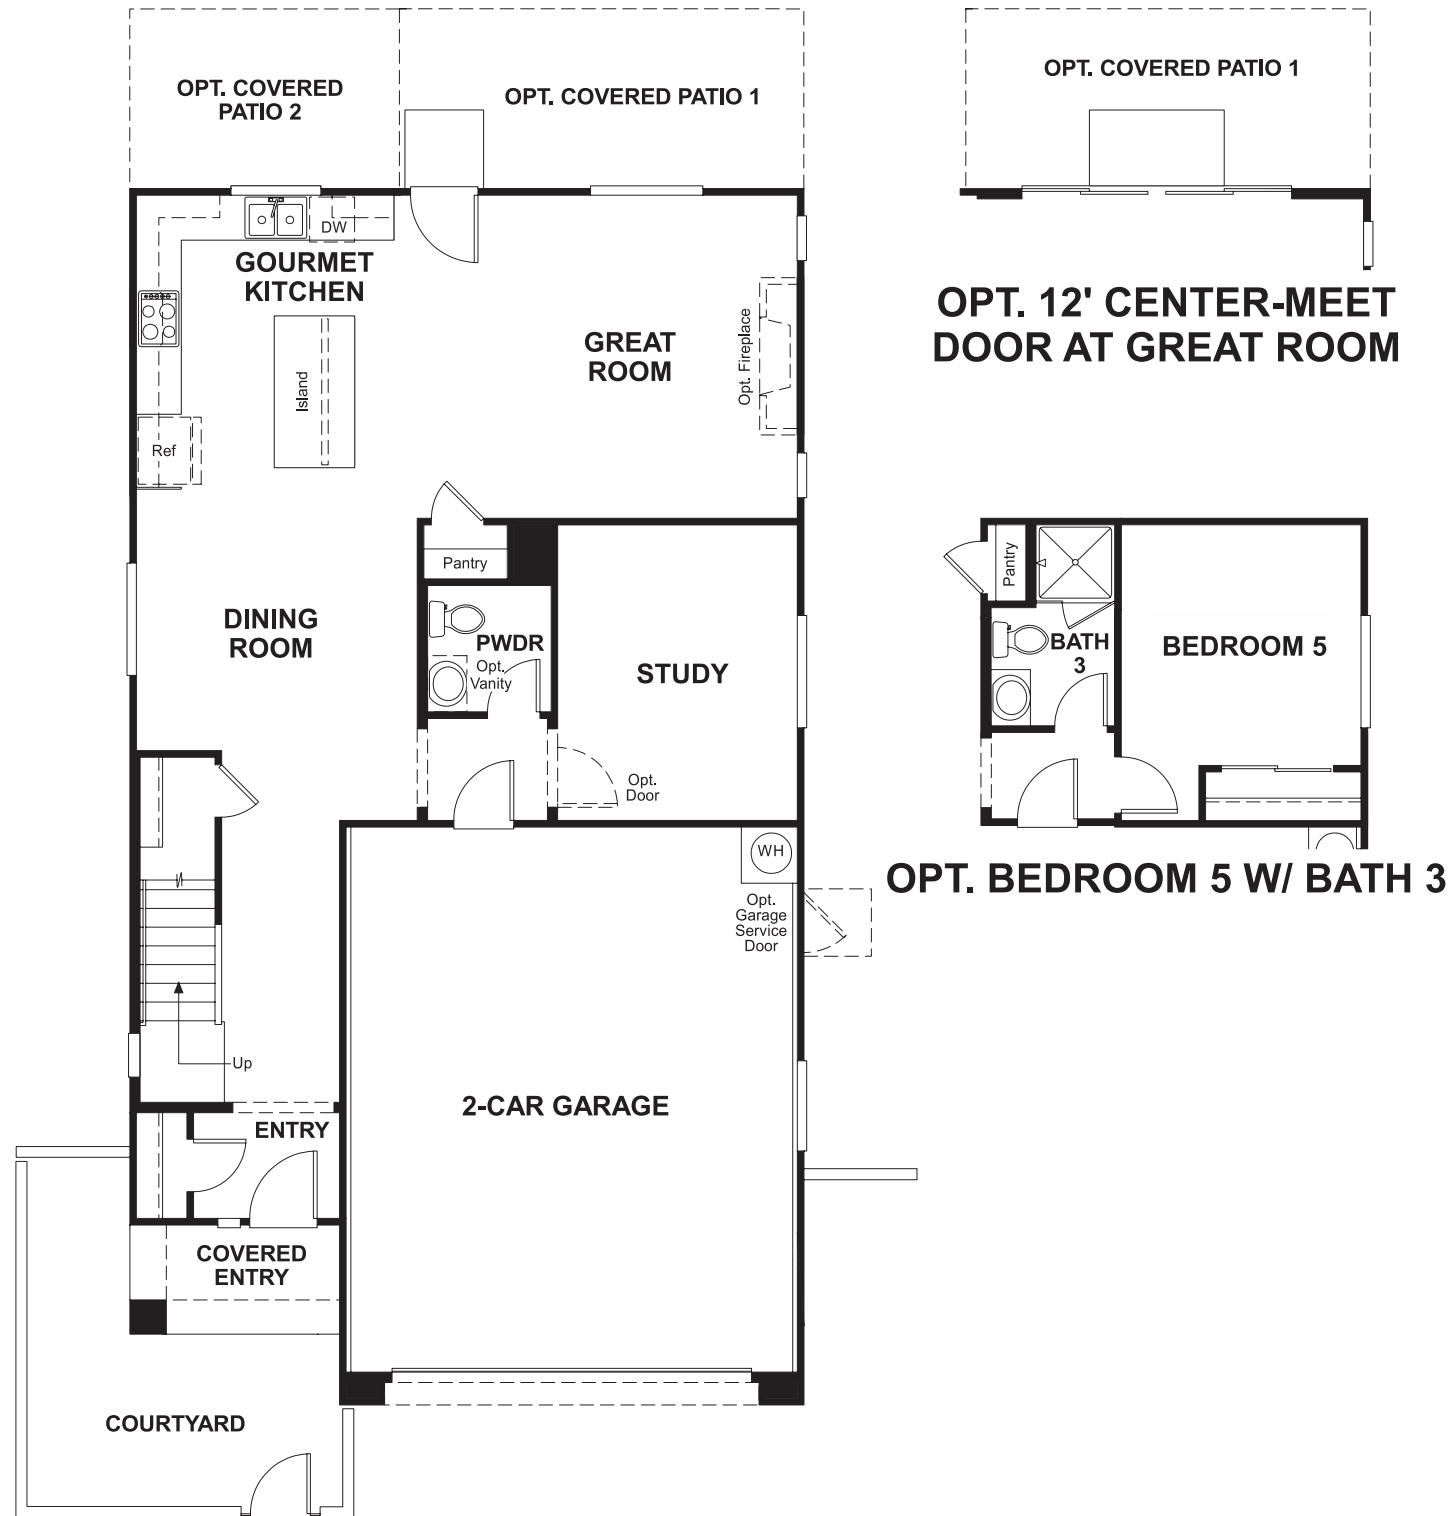 OPT. COVERED
PATIO 2
OPT. COVERED PATIO 1
OPT. COVERED PATIO 1
DW
GOURMET
KITCHEN
GREAT
ROOM
Opt. Fireplace
Island
Ref
OPT. 12' CENTER-MEET
DOOR AT GREAT ROOM
Pantry
DINING
ROOM
PWDR
Opt.
Vanity
STUDY
Opt.
Door
Pantry
BATH
3
BEDROOM 5
OPT. BEDROOM 5 W/ BATH 3
WH
Opt.
Garage
Service
Door
Up
2-CAR GARAGE
ENTRY
COVERED
ENTRY
COURTYARD